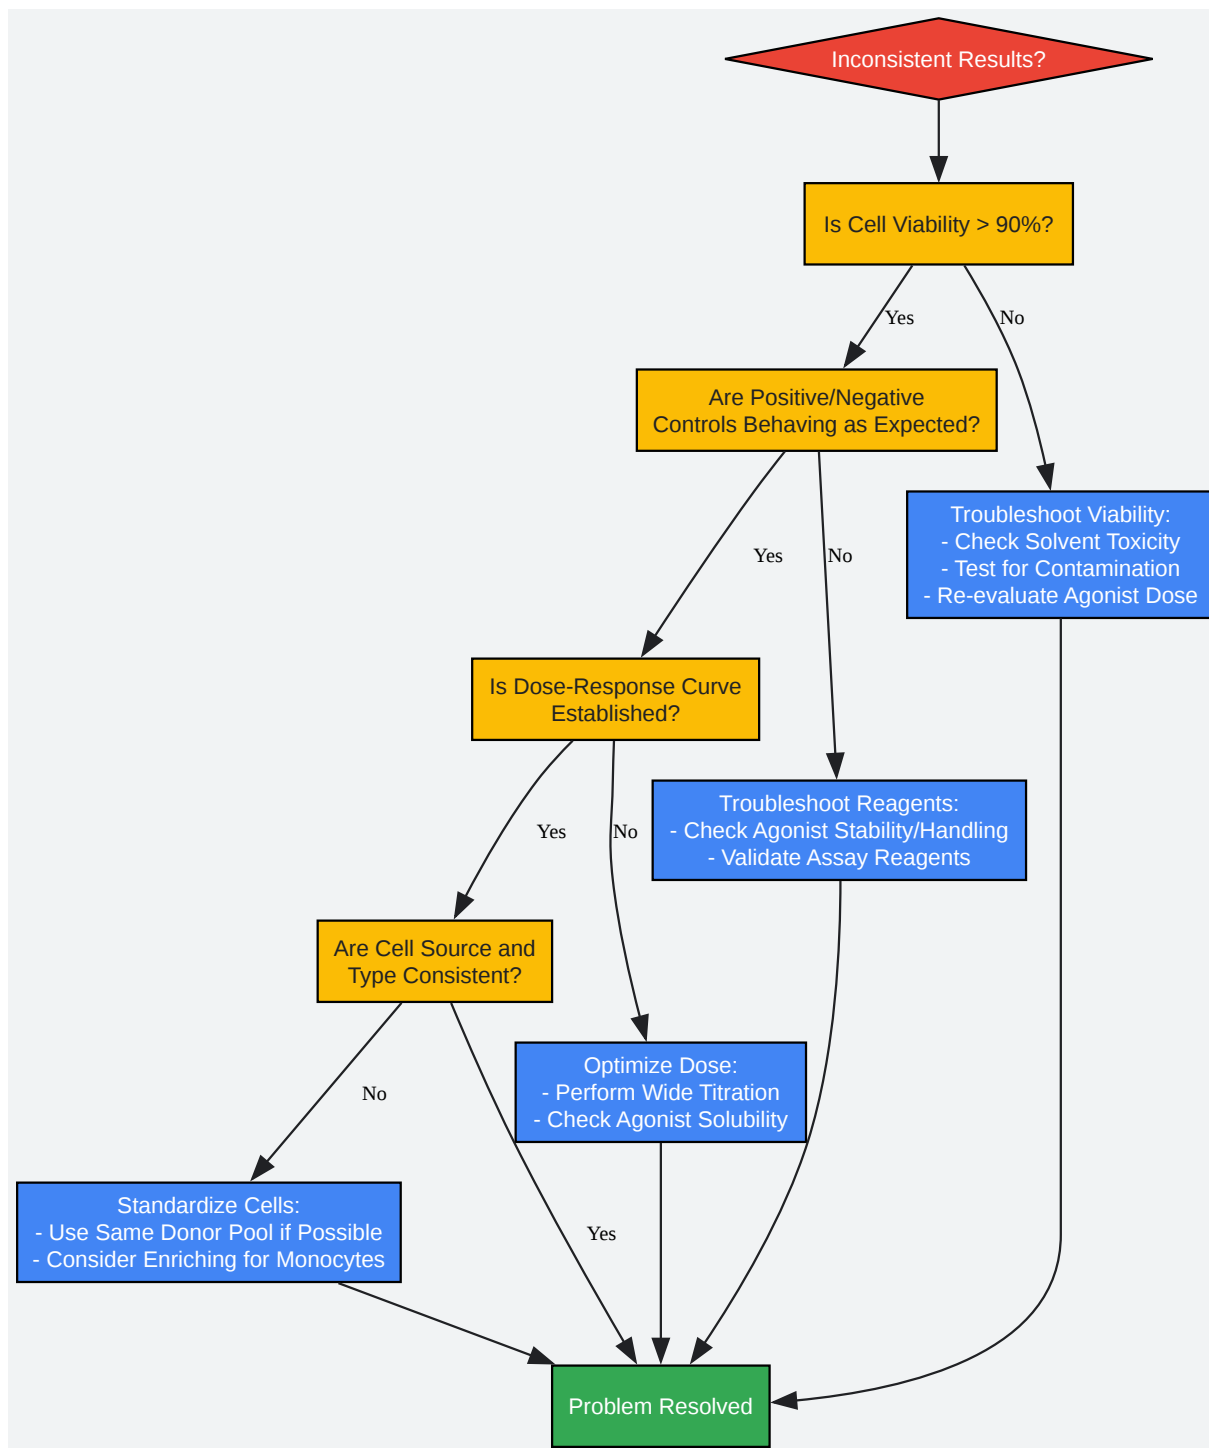 Inconsistent Results?
Is Cell Viability > 90%?
Yes
No
Are Positive/Negative
Controls Behaving as Expected?
Troubleshoot Viability:
- Check Solvent Toxicity
- Test for Contamination
- Re-evaluate Agonist Dose
Yes
No
Is Dose-Response Curve
Established?
Troubleshoot Reagents:
- Check Agonist Stability/Handling
- Validate Assay Reagents
Yes
No
Are Cell Source and
Type Consistent?
Optimize Dose:
- Perform Wide Titration
- Check Agonist Solubility
No
Standardize Cells:
- Use Same Donor Pool if Possible
- Consider Enriching for Monocytes
Yes
Problem Resolved